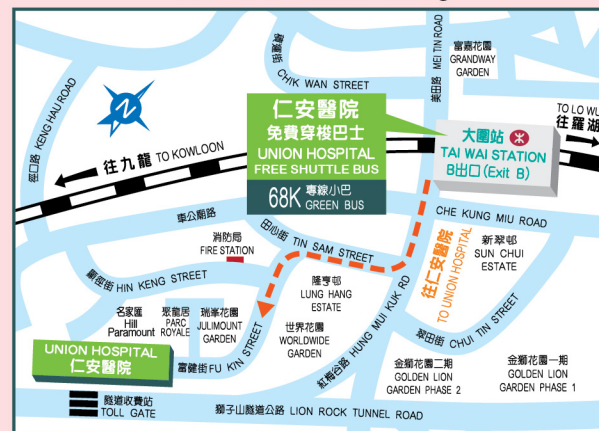 徑口路 KENG HAU ROAD
積運街
CHIK WAN STREET
美田路 MEI TIN ROAD
富嘉花園
GRANDWAY
GARDEN
N
仁安醫院
免費穿梭巴士
UNION HOSPITAL
FREE SHUTTLE BUS
68K 專線小巴
GREEN BUS
大圍站
TAI WAI STATION
B出口(Exit B)
TO LO WU
往羅湖
往九龍 TO KOWLOON
車公廟路
CHE KUNG MIU ROAD
消防局
FIRE STATION
田心街 TIN SAM STREET
往仁安醫院
TO UNION HOSPITAL
新翠邨
SUN CHUI
ESTATE
顯徑街 HIN KENG STREET
隆亨邨
LUNG HANG
ESTATE
紅梅谷路 HUNG MUI KUK RD
翠田街 CHUI TIN STREET
名家匯
Hill
Paramount
聚龍居
PARC
ROYALE
瑞峯花園
JULIMOUNT
GARDEN
世界花園
WORLDWIDE
GARDEN
UNION HOSPITAL
仁安醫院
富健街 FU KIN STREET
金獅花園二期
GOLDEN LION
GARDEN PHASE 2
金獅花園一期
GOLDEN LION
GARDEN PHASE 1
隧道收費站
TOLL GATE
獅子山隧道公路 LION ROCK TUNNEL ROAD